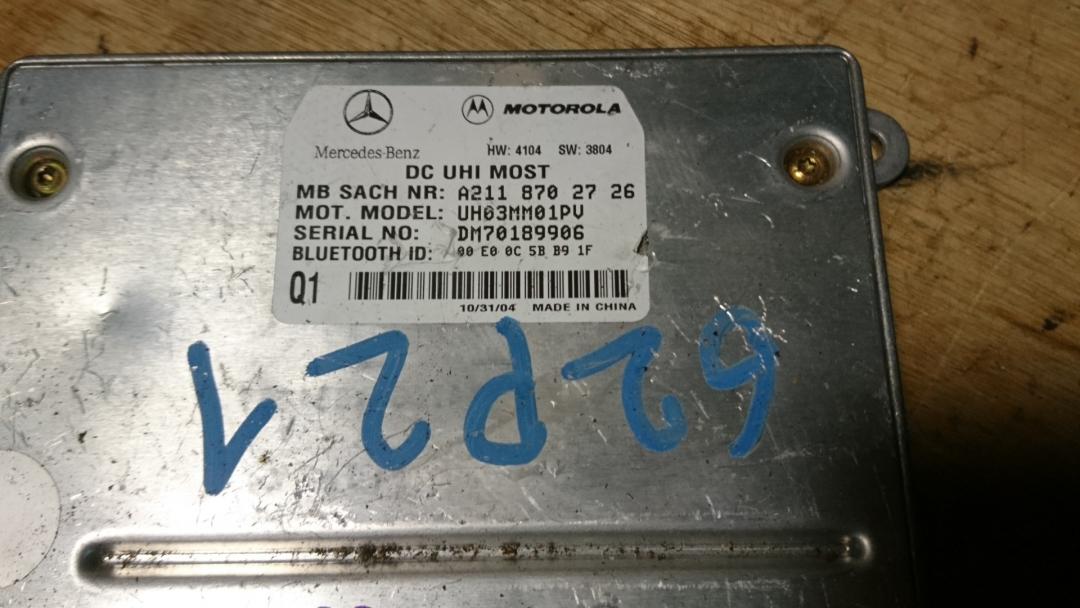 Mercedes-Benz
MOTOROLA
HW: 4104 SW: 3804
DC UHI MOST
MB SACH NR: A211 870 27 26
MOT. MODEL: UH03MM01PV
SERIAL NO: DM70189906
BLUETOOTH ID: 00 E0 0C 5B B9 1F
Q1
10/31/04 MADE IN CHINA